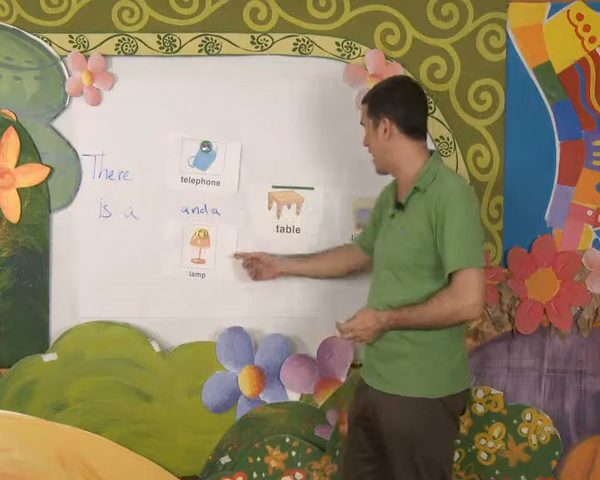 There
is a
telephone
and a
lamp
table